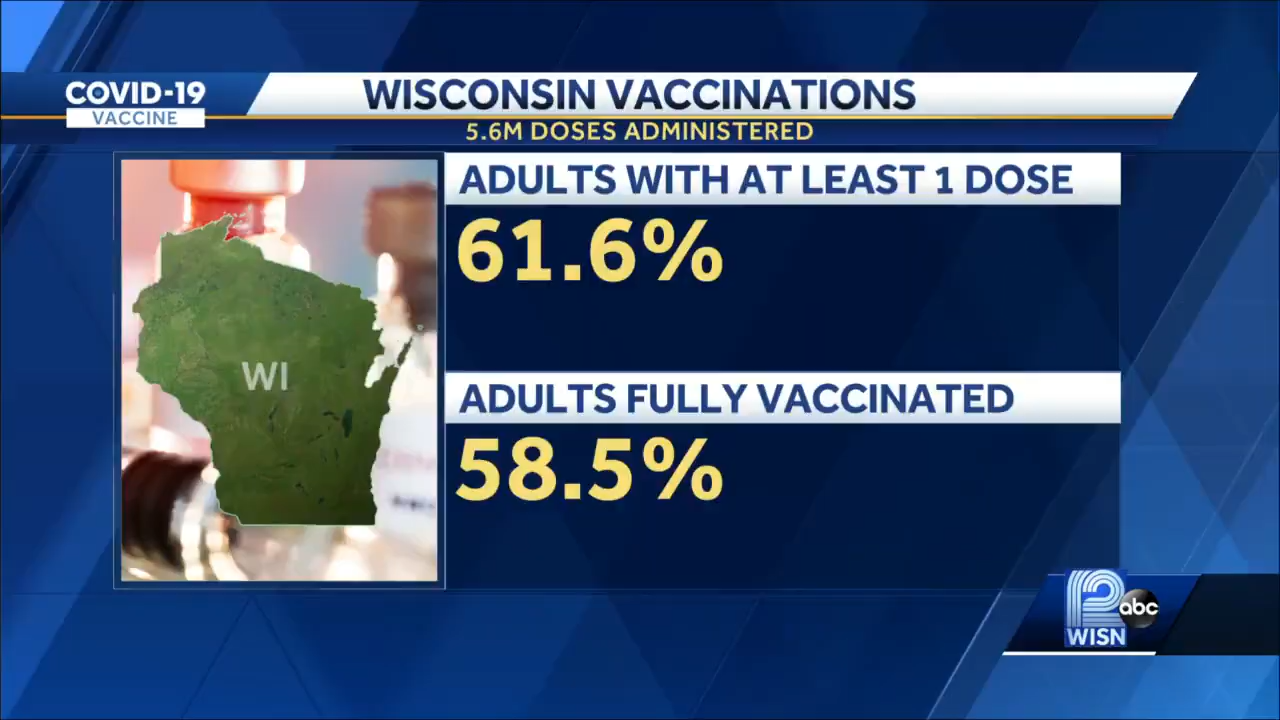 COVID-19
VACCINE
WISCONSIN VACCINATIONS
5.6M DOSES ADMINISTERED
ADULTS WITH AT LEAST 1 DOSE
61.6%
WI
ADULTS FULLY VACCINATED
58.5%
12
abc
WISN